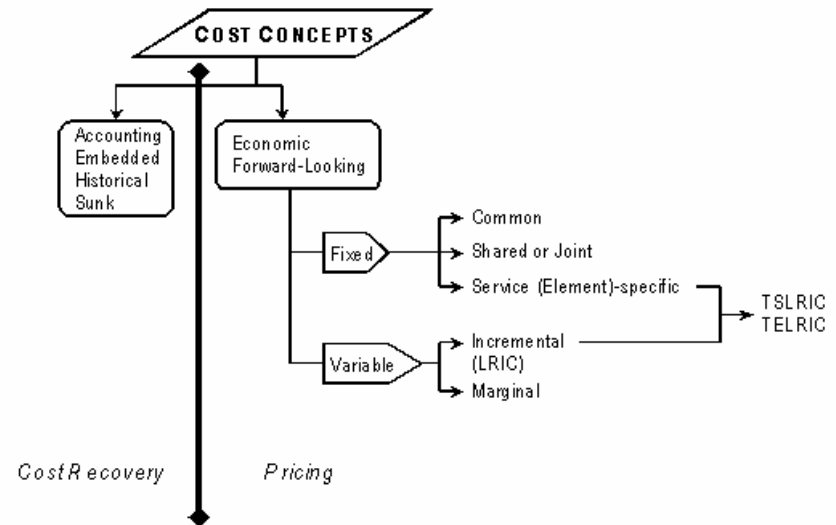 COST CONCEPTS
Accounting
Embedded
Historical
Sunk
Economic
Forward-Looking
Common
Fixed
Shared or Joint
Service (Element)-specific
TSLRIC
TELRIC
Variable
Incremental
(LRIC)
Marginal
Cost Recovery
Pricing